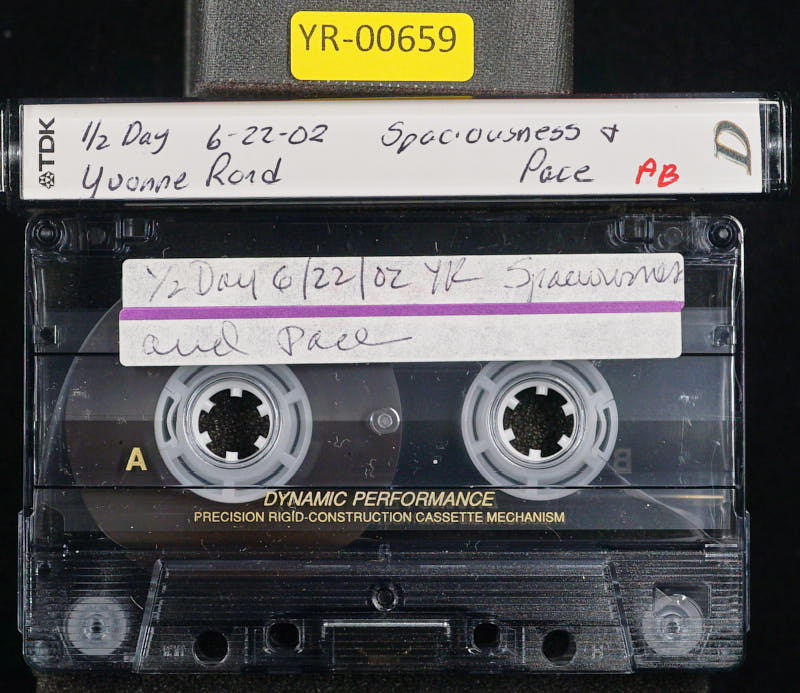 YR-00659
TDK
1/2 Day 6-22-02 Spaciousness & D
Yvonne Rand Pace AB
1/2 Day 6/22/02 YR Spaciousness
and Pace
A B
DYNAMIC PERFORMANCE
PRECISION RIGID-CONSTRUCTION CASSETTE MECHANISM